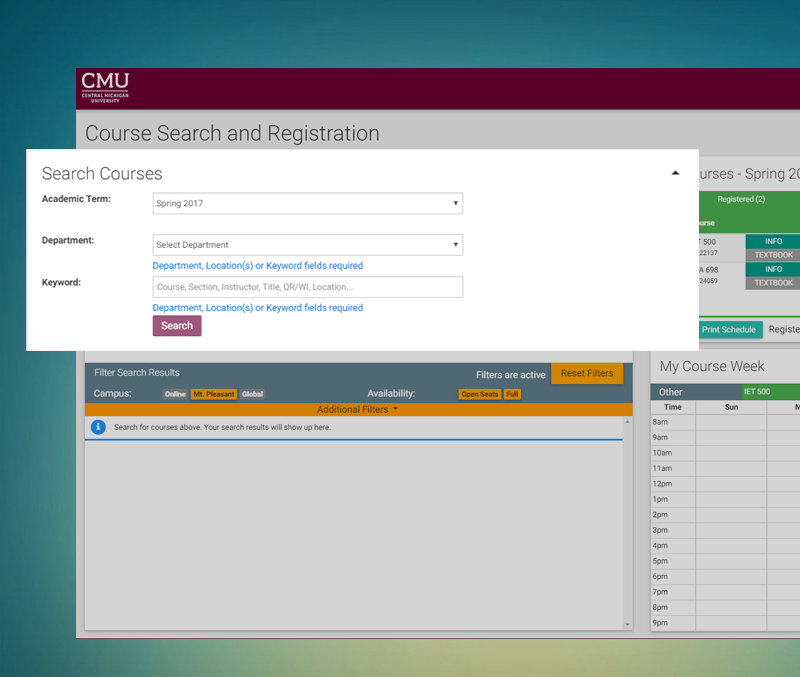 CMU
CENTRAL MICHIGAN
UNIVERSITY
Course Search and Registration
Search Courses
Academic Term:
Spring 2017
Department:
Select Department
Department, Location(s) or Keyword fields required
Keyword:
Course, Section, Instructor, Title, QR/WI, Location...
Department, Location(s) or Keyword fields required
Search
urses - Spring 20
Registered (2)
urse
500
22137
INFO
TEXTBOOK
A 698
24059
INFO
TEXTBOOK
Print Schedule
Registe
Filter Search Results
Filters are active
Reset Filters
Campus:
Online
Mt. Pleasant
Global
Availability:
Open Seats
Full
Additional Filters
Search for courses above. Your search results will show up here.
My Course Week
Other
IET 500
Time
Sun
M
8am
9am
10am
11am
12pm
1pm
2pm
3pm
4pm
5pm
6pm
7pm
8pm
9pm